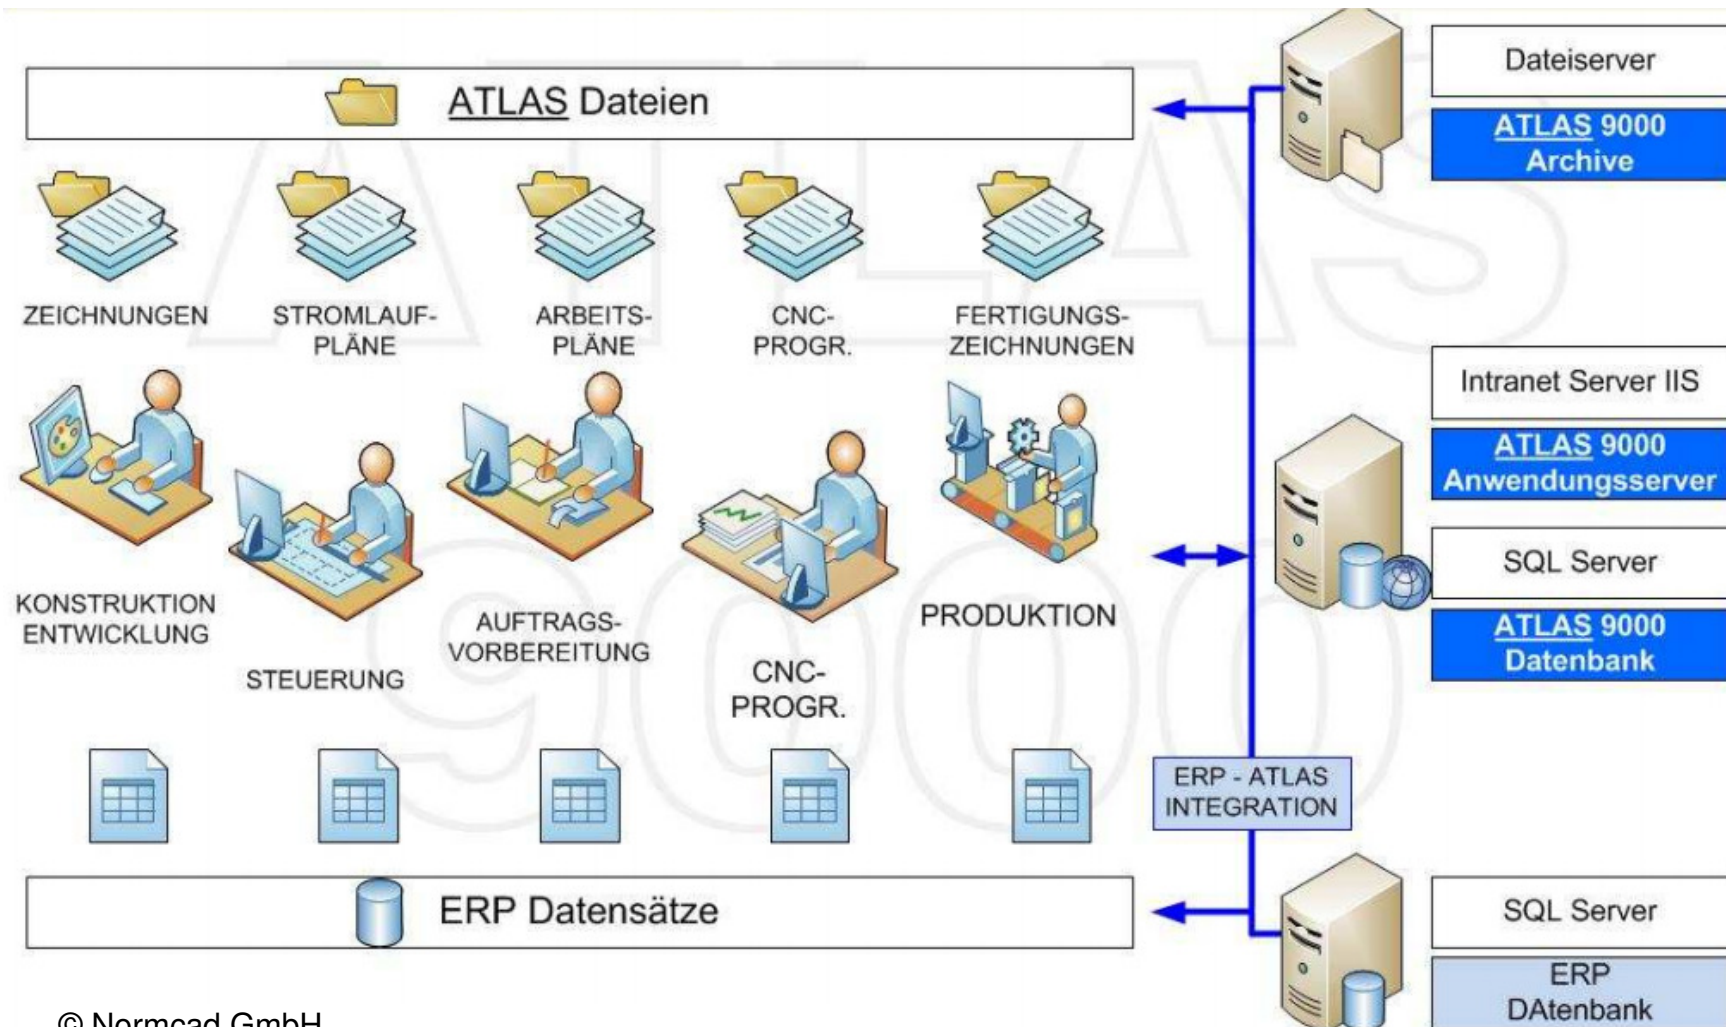 ATLAS Dateien
Dateiserver
ATLAS 9000
Archive
ZEICHNUNGEN
STROMLAUF-
PLÄNE
ARBEITS-
PLÄNE
CNC-
PROGR.
FERTIGUNGS-
ZEICHNUNGEN
Intranet Server IIS
ATLAS 9000
Anwendungsserver
SQL Server
ATLAS 9000
Datenbank
KONSTRUKTION
ENTWICKLUNG
STEUERUNG
AUFTRAGS-
VORBEREITUNG
CNC-
PROGR.
PRODUKTION
ERP - ATLAS
INTEGRATION
ERP Datensätze
SQL Server
ERP
DAtenbank
ATLAS
9000
© Normcad GmbH